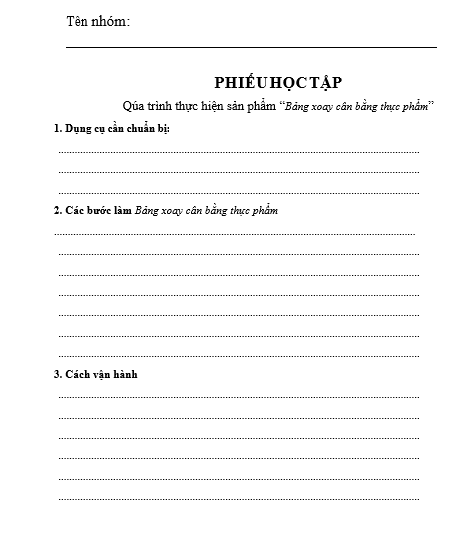 Tên nhóm:
PHIẾU HỌC TẬP
Qúa trình thực hiện sản phẩm “Bảng xoay cân bằng thực phẩm”
1. Dụng cụ cần chuẩn bị:
2. Các bước làm Bảng xoay cân bằng thực phẩm
3. Cách vận hành